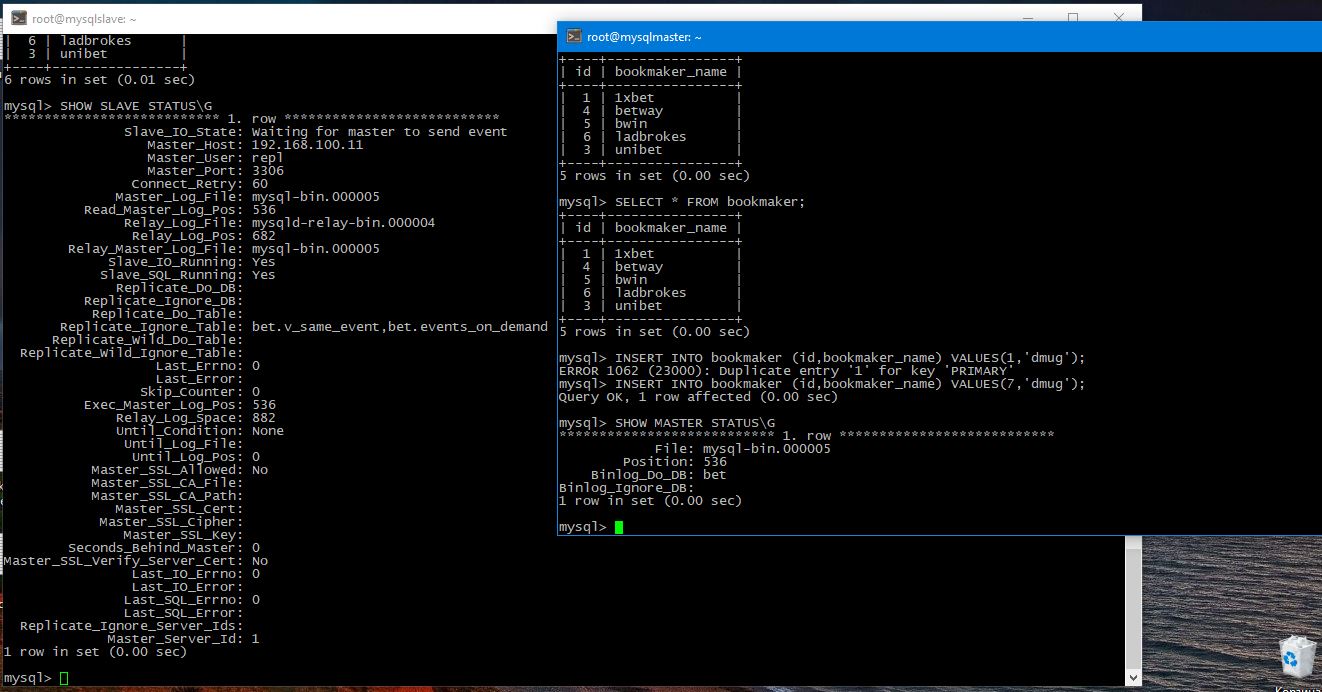 root@mysqlslave: ~
| 6 | ladbrokes |
| 3 | unibet |
+----+----------------+
6 rows in set (0.01 sec)
mysql> SHOW SLAVE STATUS\G
*************************** 1. row ***************************
Slave_IO_State: Waiting for master to send event
Master_Host: 192.168.100.11
Master_User: repl
Master_Port: 3306
Connect_Retry: 60
Master_Log_File: mysql-bin.000005
Read_Master_Log_Pos: 536
Relay_Log_File: mysqld-relay-bin.000004
Relay_Log_Pos: 682
Relay_Master_Log_File: mysql-bin.000005
Slave_IO_Running: Yes
Slave_SQL_Running: Yes
Replicate_Do_DB:
Replicate_Ignore_DB:
Replicate_Do_Table:
Replicate_Ignore_Table: bet.v_same_event,bet.events_on_demand
Replicate_Wild_Do_Table:
Replicate_Wild_Ignore_Table:
Last_Errno: 0
Last_Error:
Skip_Counter: 0
Exec_Master_Log_Pos: 536
Relay_Log_Space: 882
Until_Condition: None
Until_Log_File:
Until_Log_Pos: 0
Master_SSL_Allowed: No
Master_SSL_CA_File:
Master_SSL_CA_Path:
Master_SSL_Cert:
Master_SSL_Cipher:
Master_SSL_Key:
Seconds_Behind_Master: 0
Master_SSL_Verify_Server_Cert: No
Last_IO_Errno: 0
Last_IO_Error:
Last_SQL_Errno: 0
Last_SQL_Error:
Replicate_Ignore_Server_Ids:
Master_Server_Id: 1
1 row in set (0.00 sec)
mysql>
root@mysqlmaster: ~
+----+----------------+
| id | bookmaker_name |
+----+----------------+
| 1 | 1xbet |
| 4 | betway |
| 5 | bwin |
| 6 | ladbrokes |
| 3 | unibet |
+----+----------------+
5 rows in set (0.00 sec)
mysql> SELECT * FROM bookmaker;
+----+----------------+
| id | bookmaker_name |
+----+----------------+
| 1 | 1xbet |
| 4 | betway |
| 5 | bwin |
| 6 | ladbrokes |
| 3 | unibet |
+----+----------------+
5 rows in set (0.00 sec)
mysql> INSERT INTO bookmaker (id,bookmaker_name) VALUES(1,'dmug');
ERROR 1062 (23000): Duplicate entry '1' for key 'PRIMARY'
mysql> INSERT INTO bookmaker (id,bookmaker_name) VALUES(7,'dmug');
Query OK, 1 row affected (0.00 sec)
mysql> SHOW MASTER STATUS\G
*************************** 1. row ***************************
File: mysql-bin.000005
Position: 536
Binlog_Do_DB: bet
Binlog_Ignore_DB:
1 row in set (0.00 sec)
mysql>